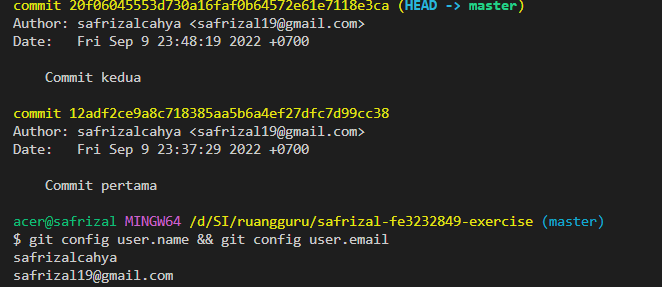 commit 20f06045553d730a16faf0b64572e61e7118e3ca (HEAD -> master)
Author: safrizalcahya <safrizal19@gmail.com>
Date:   Fri Sep 9 23:48:19 2022 +0700
Commit kedua
commit 12adf2ce9a8c718385aa5b6a4ef27dfc7d99cc38
Author: safrizalcahya <safrizal19@gmail.com>
Date:   Fri Sep 9 23:37:29 2022 +0700
Commit pertama
acer@safrizal MINGW64 /d/SI/ruangguru/safrizal-fe3232849-exercise (master)
$ git config user.name && git config user.email
safrizalcahya
safrizal19@gmail.com